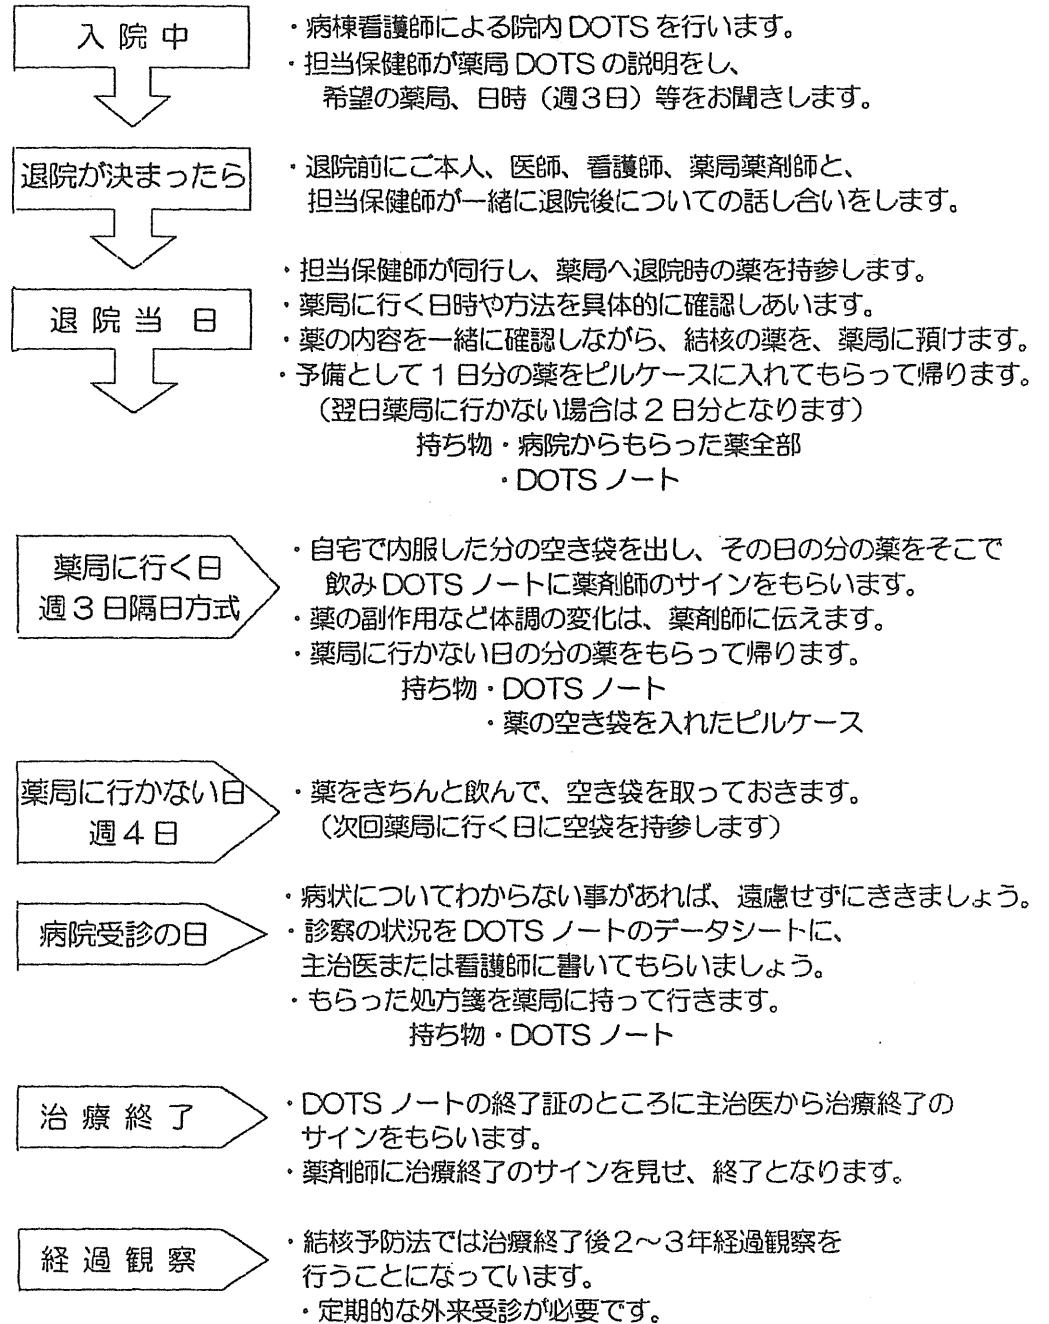 入院中
・病棟看護師による院内DOTSを行います。
・担当保健師が薬局DOTSの説明をし、
希望の薬局、日時（週3日）等をお聞きします。
退院が決まったら
・退院前にご本人、医師、看護師、薬局薬剤師と、
担当保健師が一緒に退院後についての話し合いをします。
退院当日
・担当保健師が同行し、薬局へ退院時の薬を持参します。
・薬局に行く日時や方法を具体的に確認しあいます。
・薬の内容を一緒に確認しながら、結核の薬を、薬局に預けます。
・予備として1日分の薬をピルケースに入れてもらって帰ります。
（翌日薬局に行かない場合は2日分となります）
持ち物・病院からもらった薬全部
・DOTSノート
薬局に行く日
週3日隔日方式
・自宅で内服した分の空き袋を出し、その日の分の薬をそこで
飲みDOTSノートに薬剤師のサインをもらいます。
・薬の副作用など体調の変化は、薬剤師に伝えます。
・薬局に行かない日の分の薬をもらって帰ります。
持ち物・DOTSノート
・薬の空き袋を入れたピルケース
薬局に行かない日
週4日
・薬をきちんと飲んで、空き袋を取っておきます。
（次回薬局に行く日に空袋を持参します）
病院受診の日
・病状についてわからない事があれば、遠慮せずにききましょう。
・診察の状況をDOTSノートのデータシートに、
主治医または看護師に書いてもらいましょう。
・もらった処方箋を薬局に持って行きます。
持ち物・DOTSノート
治療終了
・DOTSノートの終了証のところに主治医から治療終了の
サインをもらいます。
・薬剤師に治療終了のサインを見せ、終了となります。
経過観察
・結核予防法では治療終了後2～3年経過観察を
行うことになっています。
・定期的な外来受診が必要です。